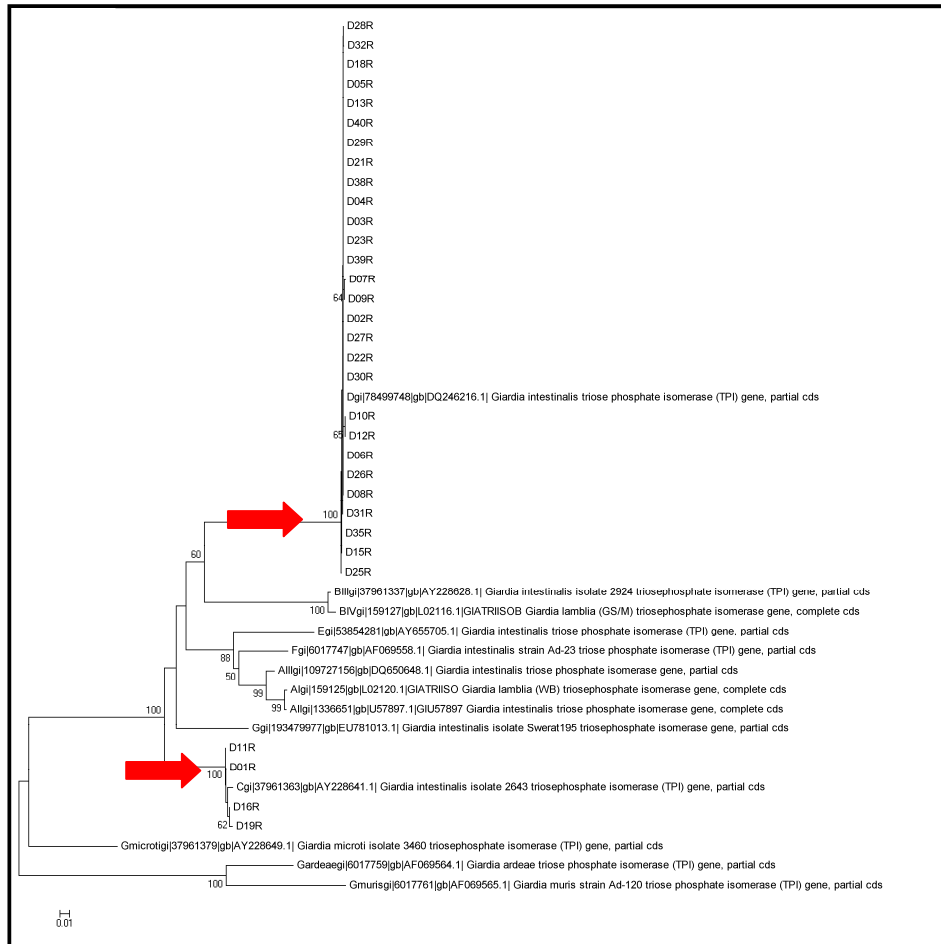 D28R
D32R
D18R
D05R
D13R
D40R
D29R
D21R
D38R
D04R
D03R
D23R
D39R
D07R
64
D09R
D02R
D27R
D22R
D30R
Dgi|78499748|gb|DQ246216.1| Giardia intestinalis triose phosphate isomerase (TPI) gene, partial cds
D10R
65
D12R
D06R
D26R
D08R
100
D31R
D35R
D15R
60
D25R
BIIIgi|37961337|gb|AY228628.1| Giardia intestinalis isolate 2924 triosephosphate isomerase (TPI) gene, partial cds
100
BIVgi|159127|gb|L02116.1|GIATRIISOB Giardia lamblia (GS/M) triosephosphate isomerase gene, complete cds
Egi|53854281|gb|AY655705.1| Giardia intestinalis triose phosphate isomerase (TPI) gene, partial cds
88
Fgi|6017747|gb|AF069558.1| Giardia intestinalis strain Ad-23 triose phosphate isomerase (TPI) gene, partial cds
50
AIIIgi|109727156|gb|DQ650648.1| Giardia intestinalis triose phosphate isomerase gene, partial cds
99
AIgi|159125|gb|L02120.1|GIATRIISO Giardia lamblia (WB) triosephosphate isomerase gene, complete cds
99
AIIgi|1336651|gb|U57897.1|GIU57897 Giardia intestinalis triose phosphate isomerase gene, complete cds
100
Ggi|193479977|gb|EU781013.1| Giardia intestinalis isolate Swerat195 triosephosphate isomerase gene, partial cds
D11R
100
D01R
Cgi|37961363|gb|AY228641.1| Giardia intestinalis isolate 2643 triosephosphate isomerase (TPI) gene, partial cds
D16R
62
D19R
Gmicrotigi|37961379|gb|AY228649.1| Giardia microti isolate 3460 triosephosphate isomerase (TPI) gene, partial cds
Gardeaegi|6017759|gb|AF069564.1| Giardia ardeae triose phosphate isomerase (TPI) gene, partial cds
100
Gmurisgi|6017761|gb|AF069565.1| Giardia muris strain Ad-120 triose phosphate isomerase (TPI) gene, partial cds
0.01